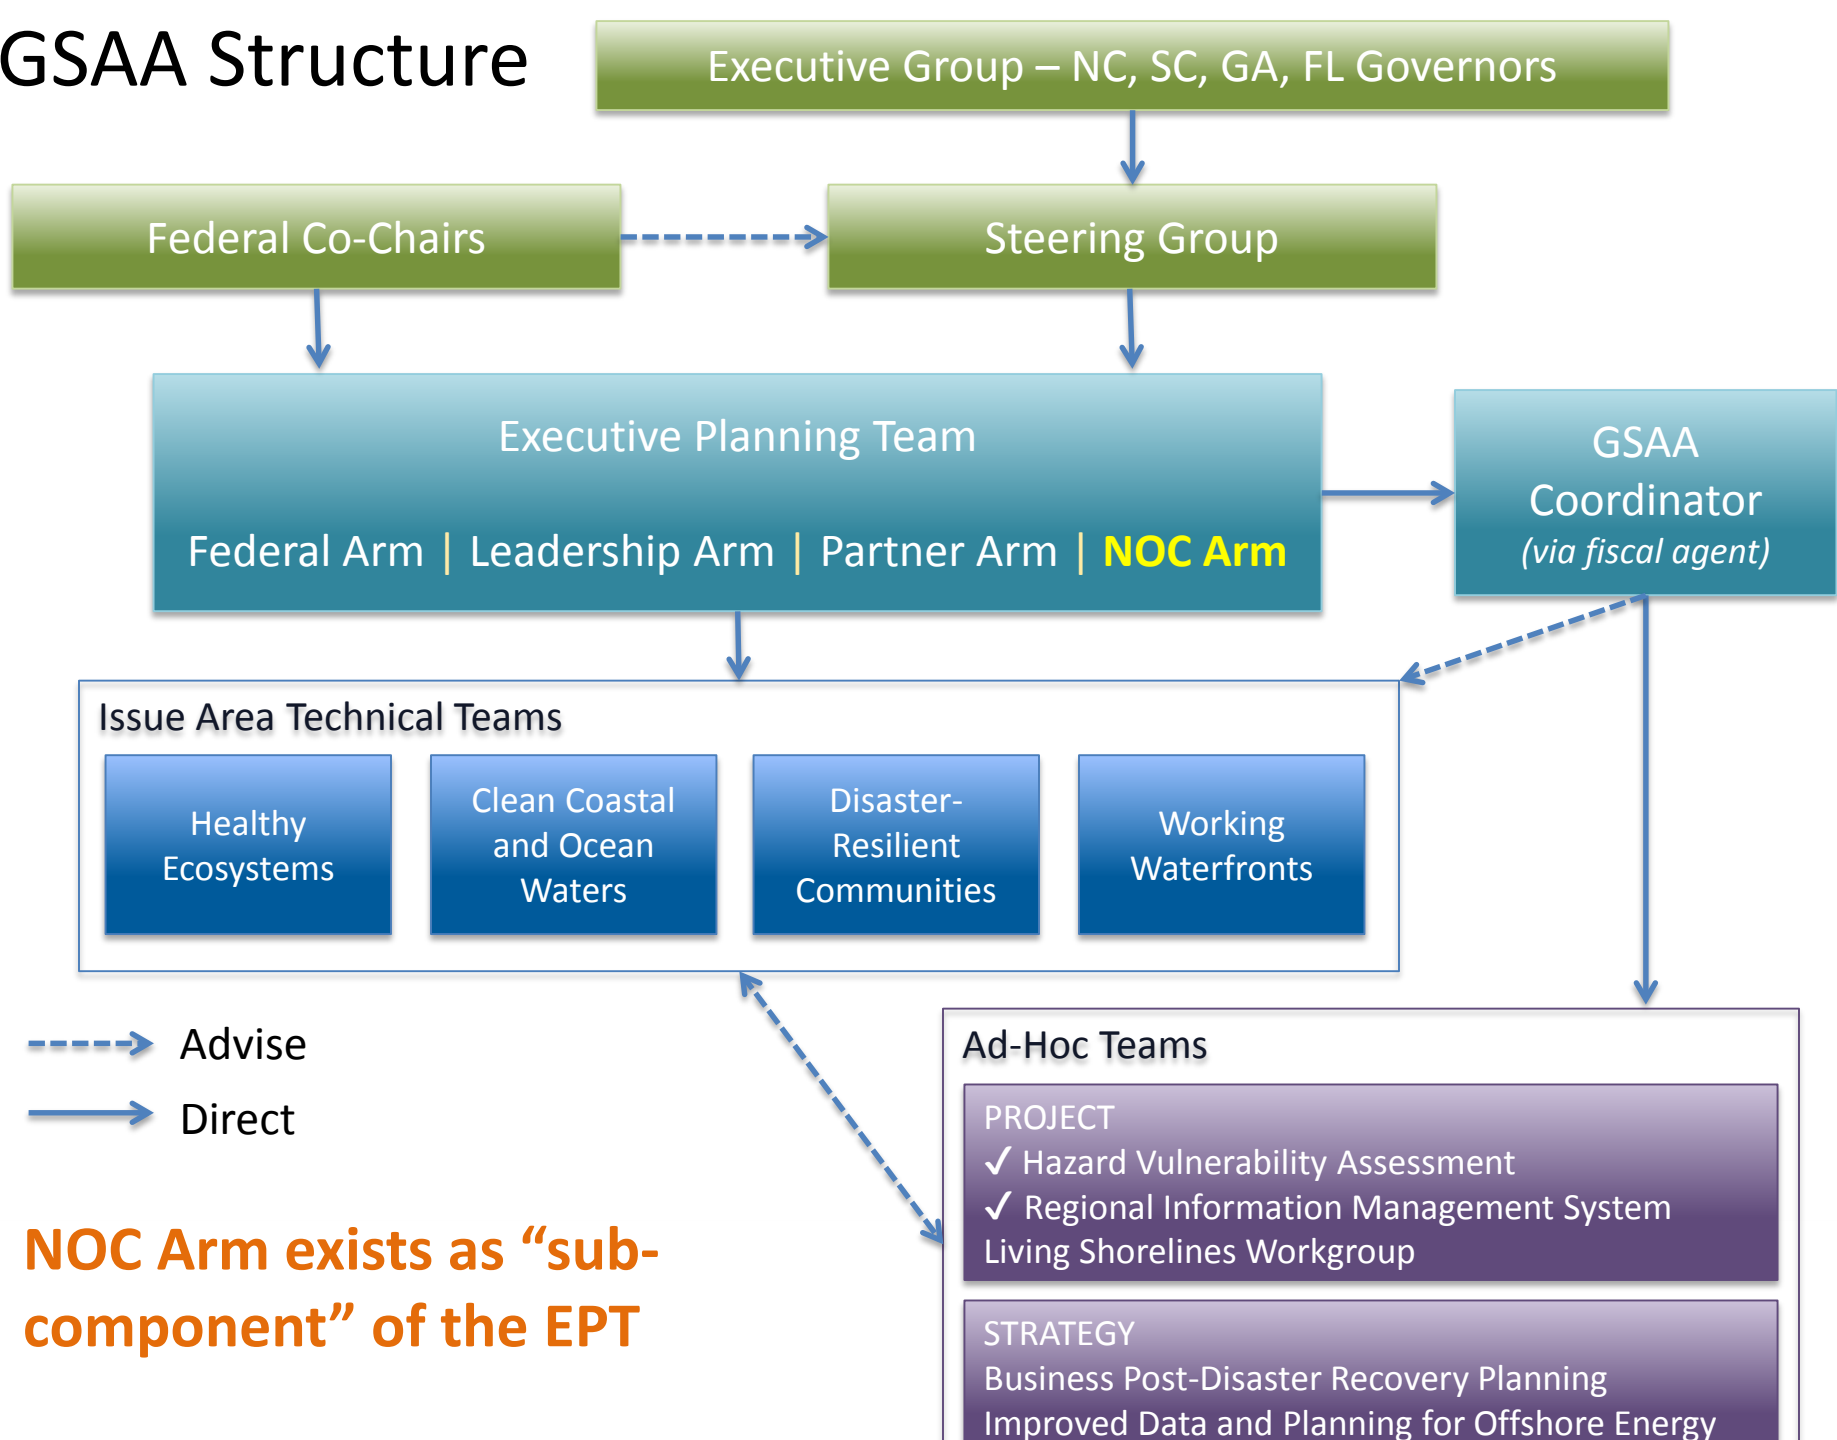 GSAA Structure
Executive Group – NC, SC, GA, FL Governors
Federal Co-Chairs
Steering Group
Executive Planning Team
Federal Arm | Leadership Arm | Partner Arm | NOC Arm
GSAA
Coordinator
(via fiscal agent)
Issue Area Technical Teams
Healthy
Ecosystems
Clean Coastal
and Ocean
Waters
Disaster-
Resilient
Communities
Working
Waterfronts
Advise
Direct
NOC Arm exists as “sub-
component” of the EPT
Ad-Hoc Teams
PROJECT
✓ Hazard Vulnerability Assessment
✓ Regional Information Management System
Living Shorelines Workgroup
STRATEGY
Business Post-Disaster Recovery Planning
Improved Data and Planning for Offshore Energy